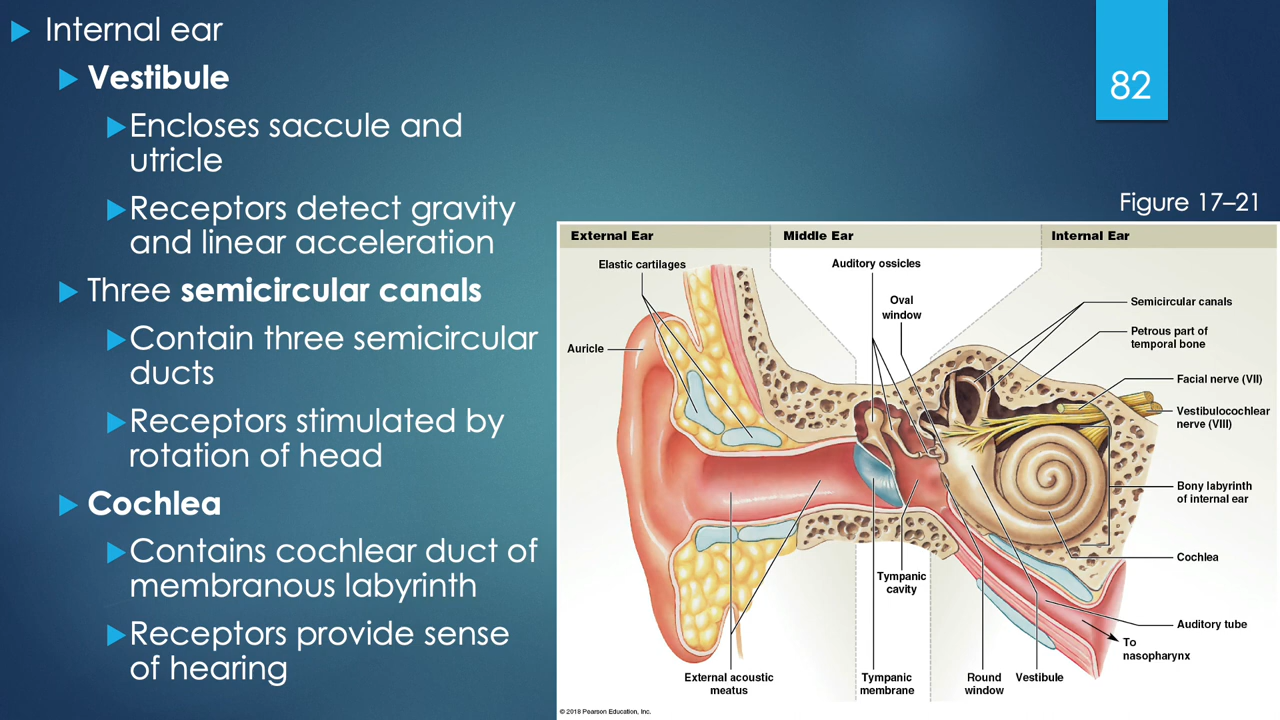 Internal ear
Vestibule
Encloses saccule and
utricle
Receptors detect gravity
and linear acceleration
Three semicircular canals
Contain three semicircular
ducts
Receptors stimulated by
rotation of head
Cochlea
Contains cochlear duct of
membranous labyrinth
Receptors provide sense
of hearing
82
Figure 17–21
External Ear
Middle Ear
Internal Ear
Elastic cartilages
Auricle
Auditory ossicles
Oval
window
Semicircular canals
Petrous part of
temporal bone
Facial nerve (VII)
Vestibulocochlear
nerve (VIII)
Bony labyrinth
of internal ear
Cochlea
Tympanic
cavity
Auditory tube
To
nasopharynx
External acoustic
meatus
Tympanic
membrane
Round
window
Vestibule
© 2018 Pearson Education, Inc.